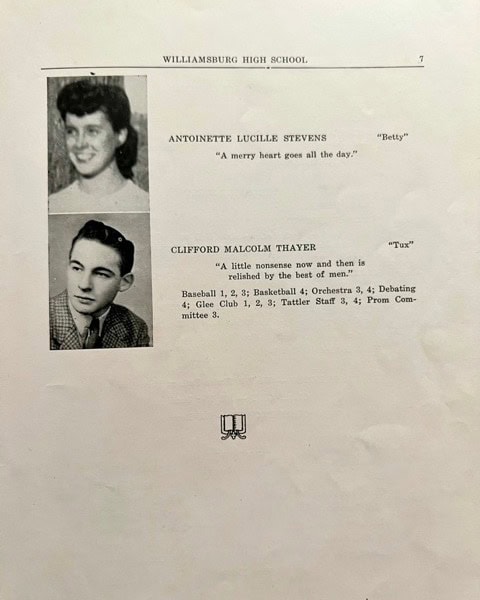 WILLIAMSBURG HIGH SCHOOL 7
ANTOINETTE LUCILLE STEVENS "Betty"
"A merry heart goes all the day."
CLIFFORD MALCOLM THAYER "Tux"
"A little nonsense now and then is
relished by the best of men."
Baseball 1, 2, 3; Basketball 4; Orchestra 3, 4; Debating
4; Glee Club 1, 2, 3; Tattler Staff 3, 4; Prom Com-
mittee 3.